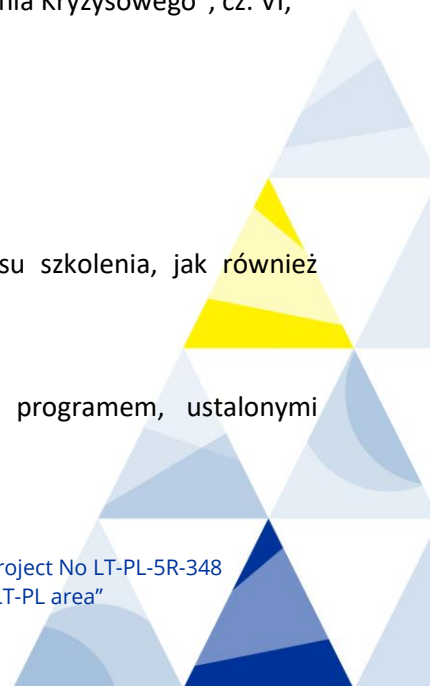 nia Kryzysowego", cz. VI,
su szkolenia, jak również
programem, ustalonymi
roject No LT-PL-5R-348
LT-PL area”